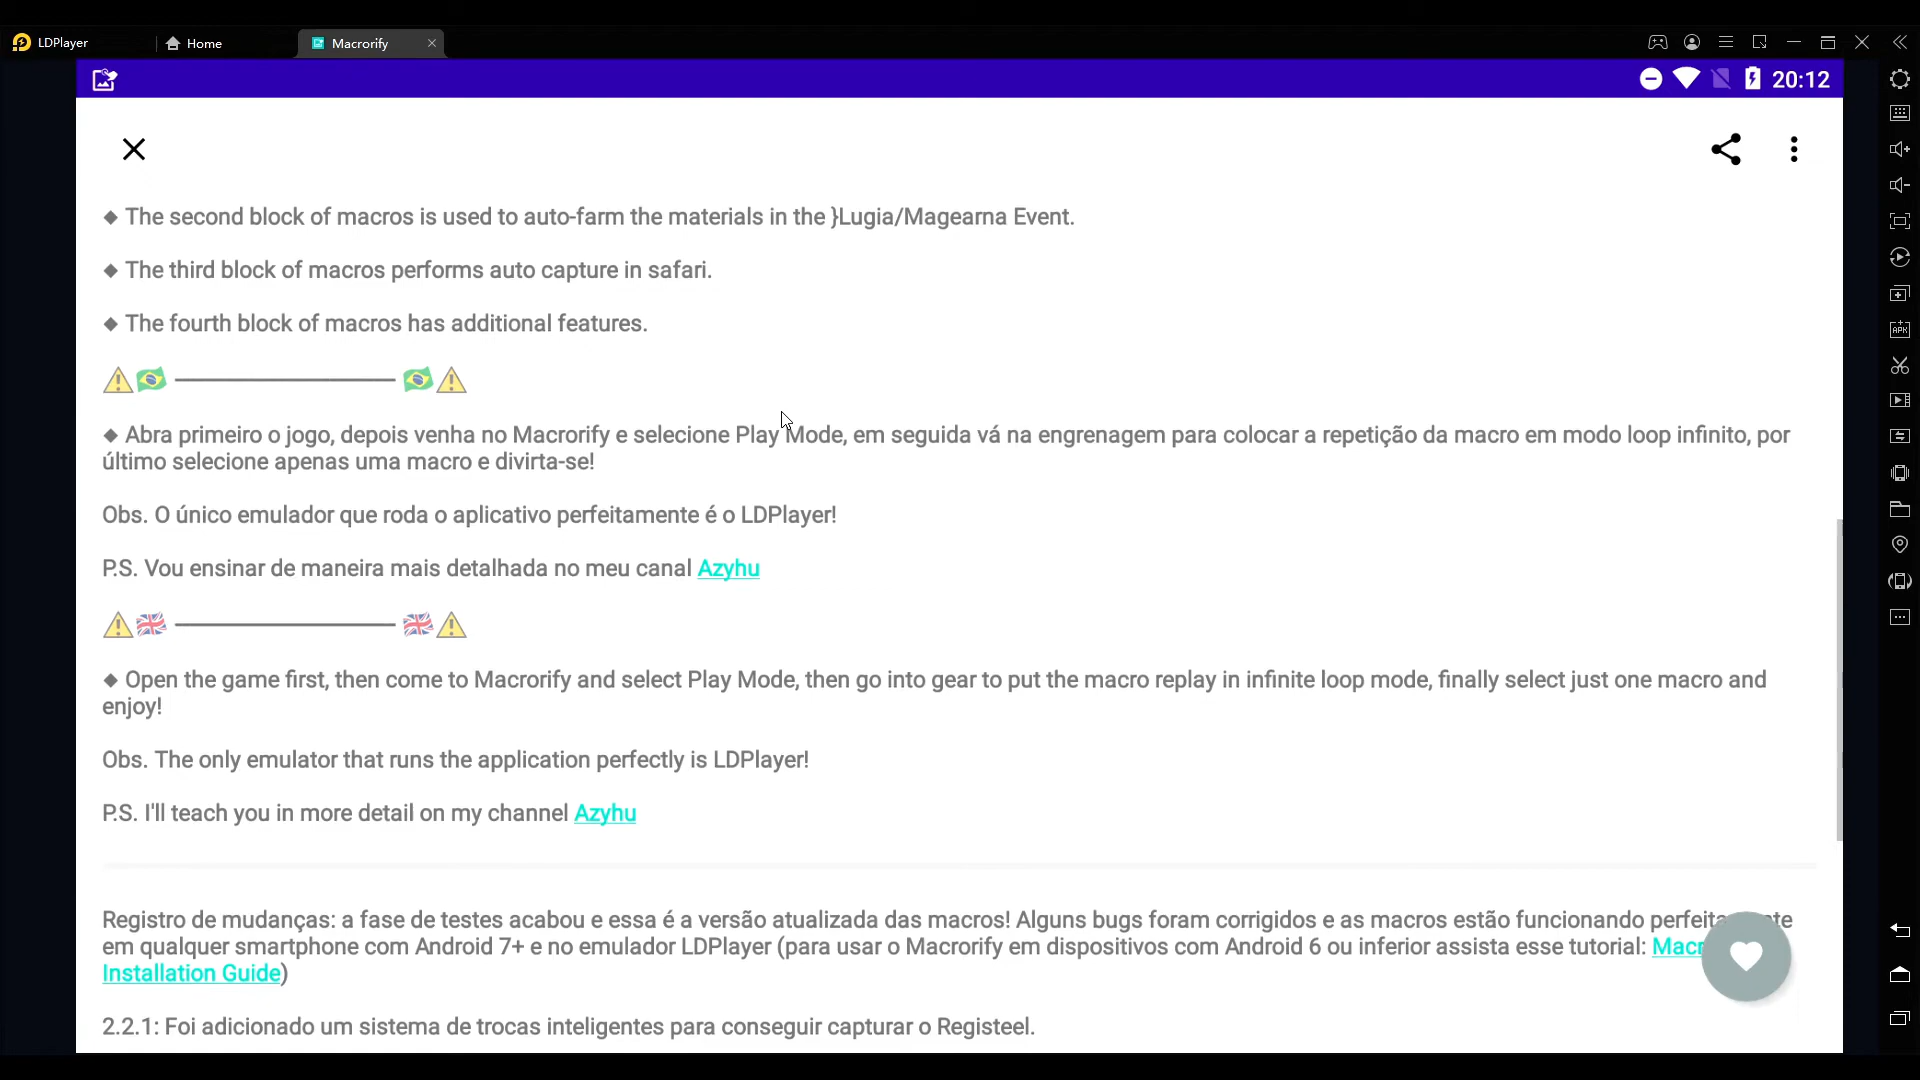 LDPlayer
Home
Macrorify
20:12
◆ The second block of macros is used to auto-farm the materials in the }Lugia/Magearna Event.
◆ The third block of macros performs auto capture in safari.
◆ The fourth block of macros has additional features.
◆ Abra primeiro o jogo, depois venha no Macrorify e selecione Play Mode, em seguida vá na engrenagem para colocar a repetição da macro em modo loop infinito, por
último selecione apenas uma macro e divirta-se!
Obs. O único emulador que roda o aplicativo perfeitamente é o LDPlayer!
P.S. Vou ensinar de maneira mais detalhada no meu canal Azyhu
◆ Open the game first, then come to Macrorify and select Play Mode, then go into gear to put the macro replay in infinite loop mode, finally select just one macro and
enjoy!
Obs. The only emulator that runs the application perfectly is LDPlayer!
P.S. I'll teach you in more detail on my channel Azyhu
Registro de mudanças: a fase de testes acabou e essa é a versão atualizada das macros! Alguns bugs foram corrigidos e as macros estão funcionando
em qualquer smartphone com Android 7+ e no emulador LDPlayer (para usar o Macrorify em dispositivos com Android 6 ou inferior assista esse tutorial:
Installation Guide)
2.2.1: Foi adicionado um sistema de trocas inteligentes para conseguir capturar o Registeel.
APK